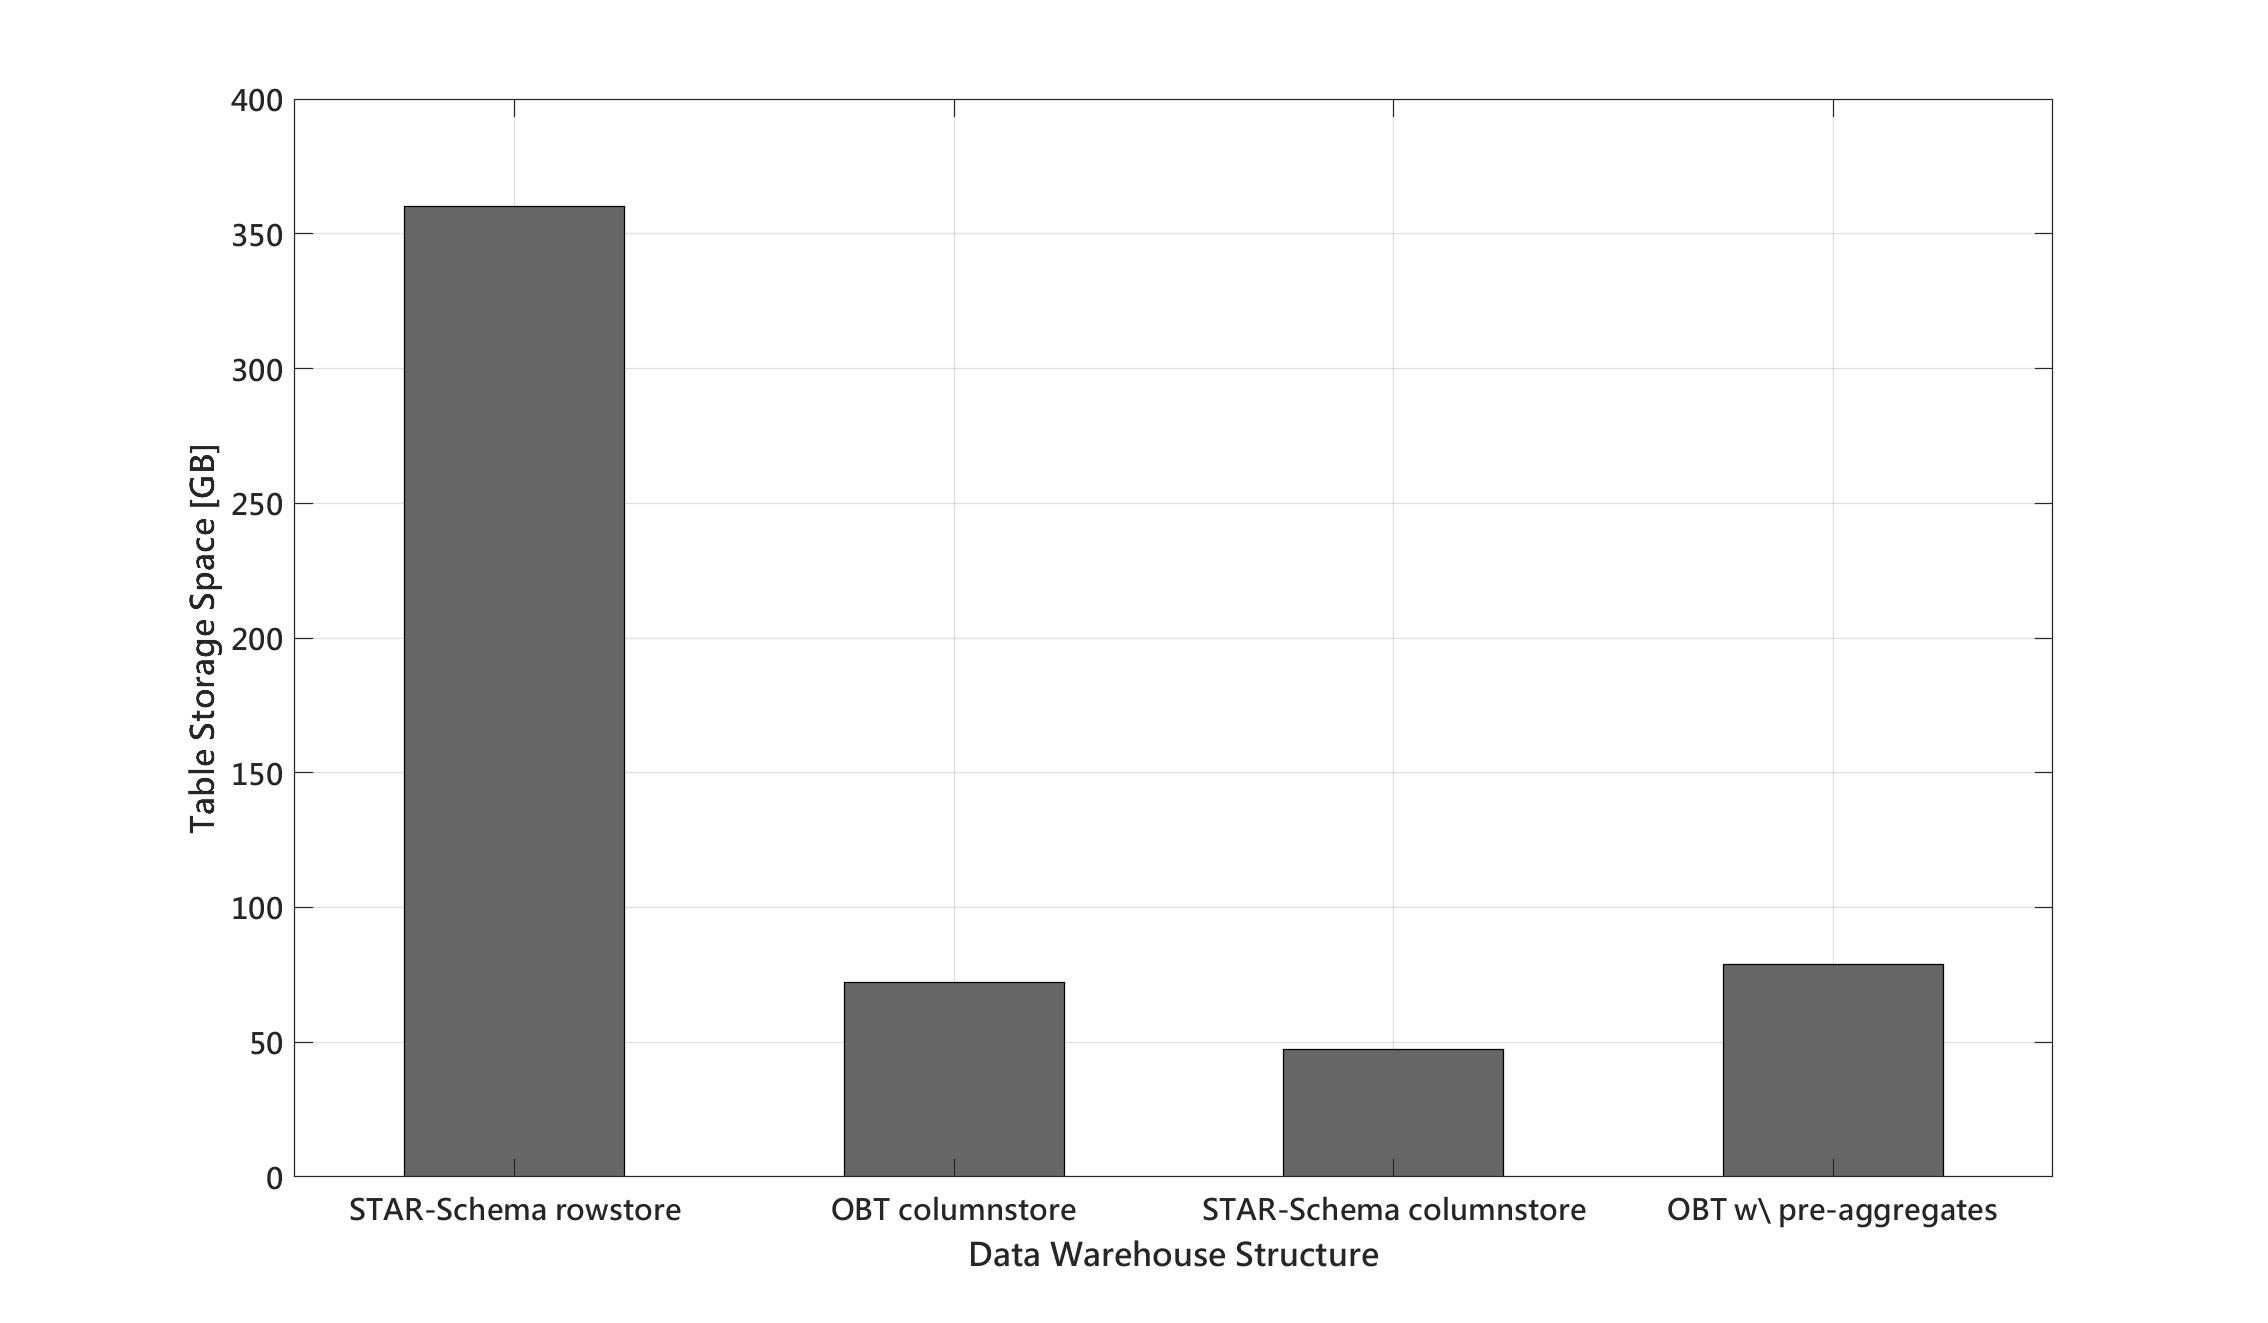 400
350
300
250
200
150
100
50
0
Table Storage Space [GB]
STAR-Schema rowstore
OBT columnstore
STAR-Schema columnstore
OBT w\ pre-aggregates
Data Warehouse Structure